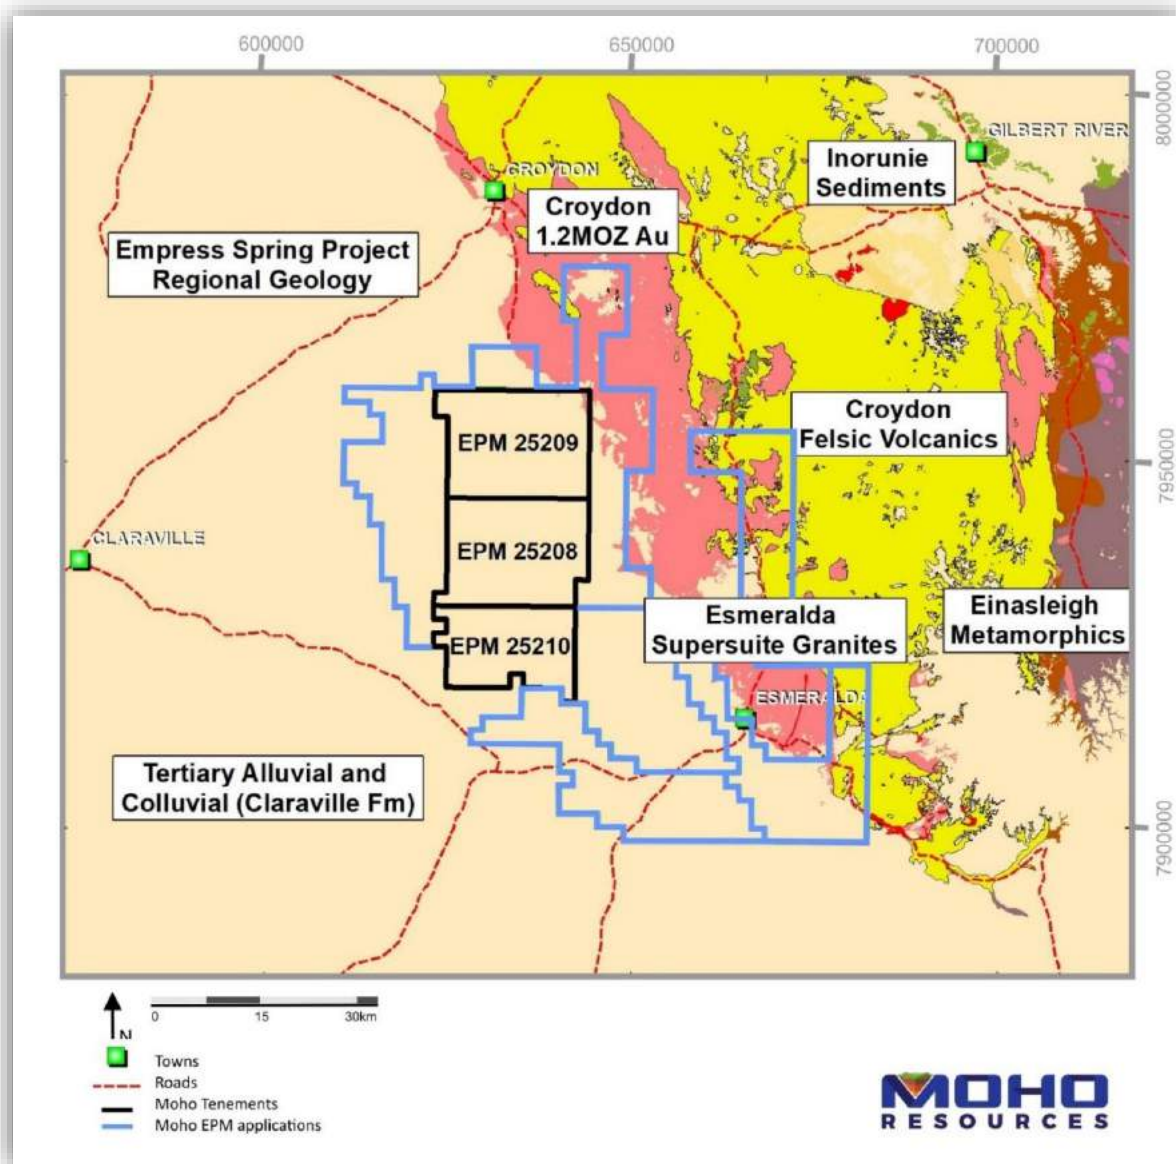 600000
650000
700000
8000000
GILBERT RIVER
Inorunie
Sediments
CROYDON
Croydon
1.2MOZ Au
Empress Spring Project
Regional Geology
Croydon
Felsic Volcanics
EPM 25209
7950000
CLARAVILLE
EPM 25208
Esmeralda
Supersuite Granites
Einasleigh
Metamorphics
EPM 25210
ESMERALDA
Tertiary Alluvial and
Colluvial (Claraville Fm)
7900000
N
0 15 30km
Towns
Roads
Moho Tenements
Moho EPM applications
MOHO
RESOURCES